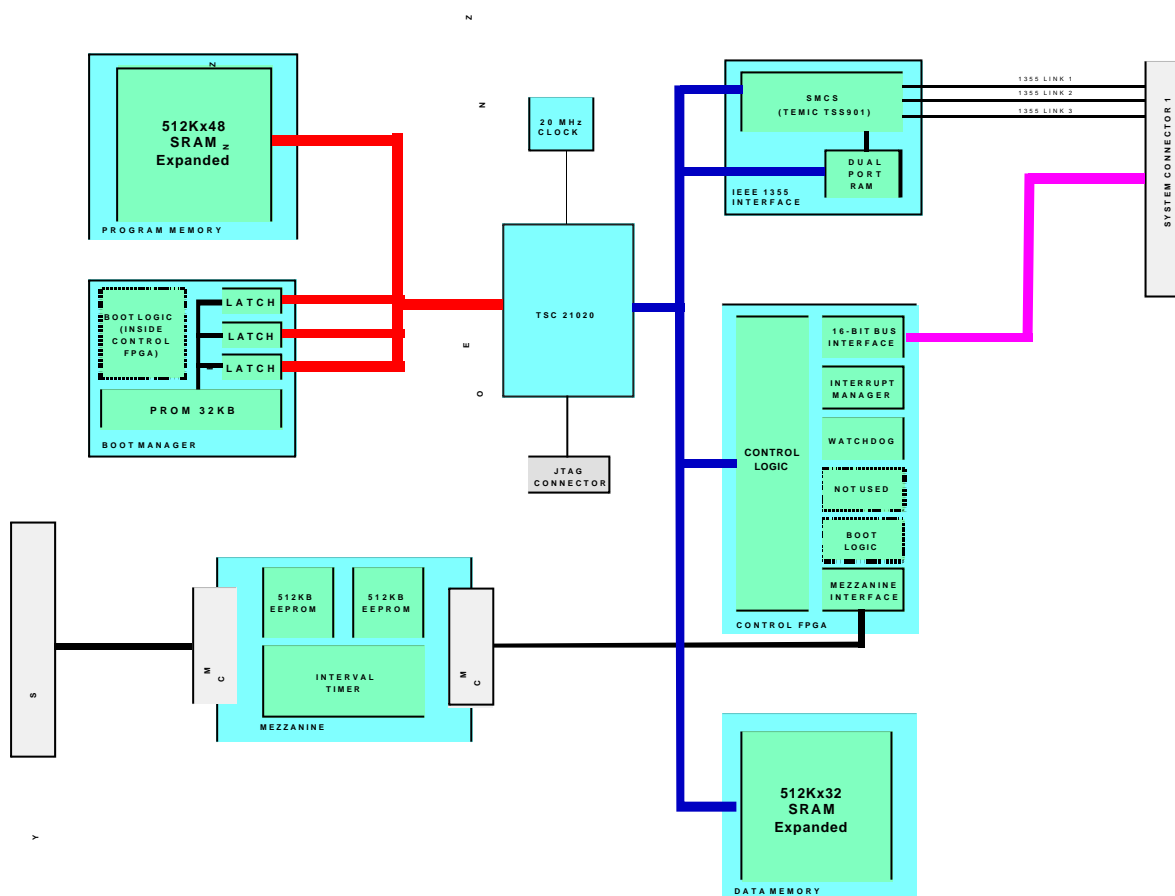 Z
Z
512Kx48
SRAM
N
Expanded
PROGRAM MEMORY
N
20 MHz
CLOCK
SMCS
(TEMIC TSS901)
DUAL
PORT
RAM
IEEE 1355
INTERFACE
1355 LINK 1
1355 LINK 2
1355 LINK 3
SYSTEM CONNECTOR 1
BOOT LOGIC
(INSIDE
CONTROL
FPGA)
LATCH
LATCH
LATCH
PROM 32KB
BOOT MANAGER
TSC 21020
E
O
JTAG
CONNECTOR
CONTROL
LOGIC
16-BIT BUS
INTERFACE
INTERRUPT
MANAGER
WATCHDOG
NOT USED
BOOT
LOGIC
MEZZANINE
INTERFACE
CONTROL FPGA
S
M
C
512KB
EEPROM
512KB
EEPROM
INTERVAL
TIMER
MEZZANINE
M
C
Y
512Kx32
SRAM
Expanded
DATA MEMORY